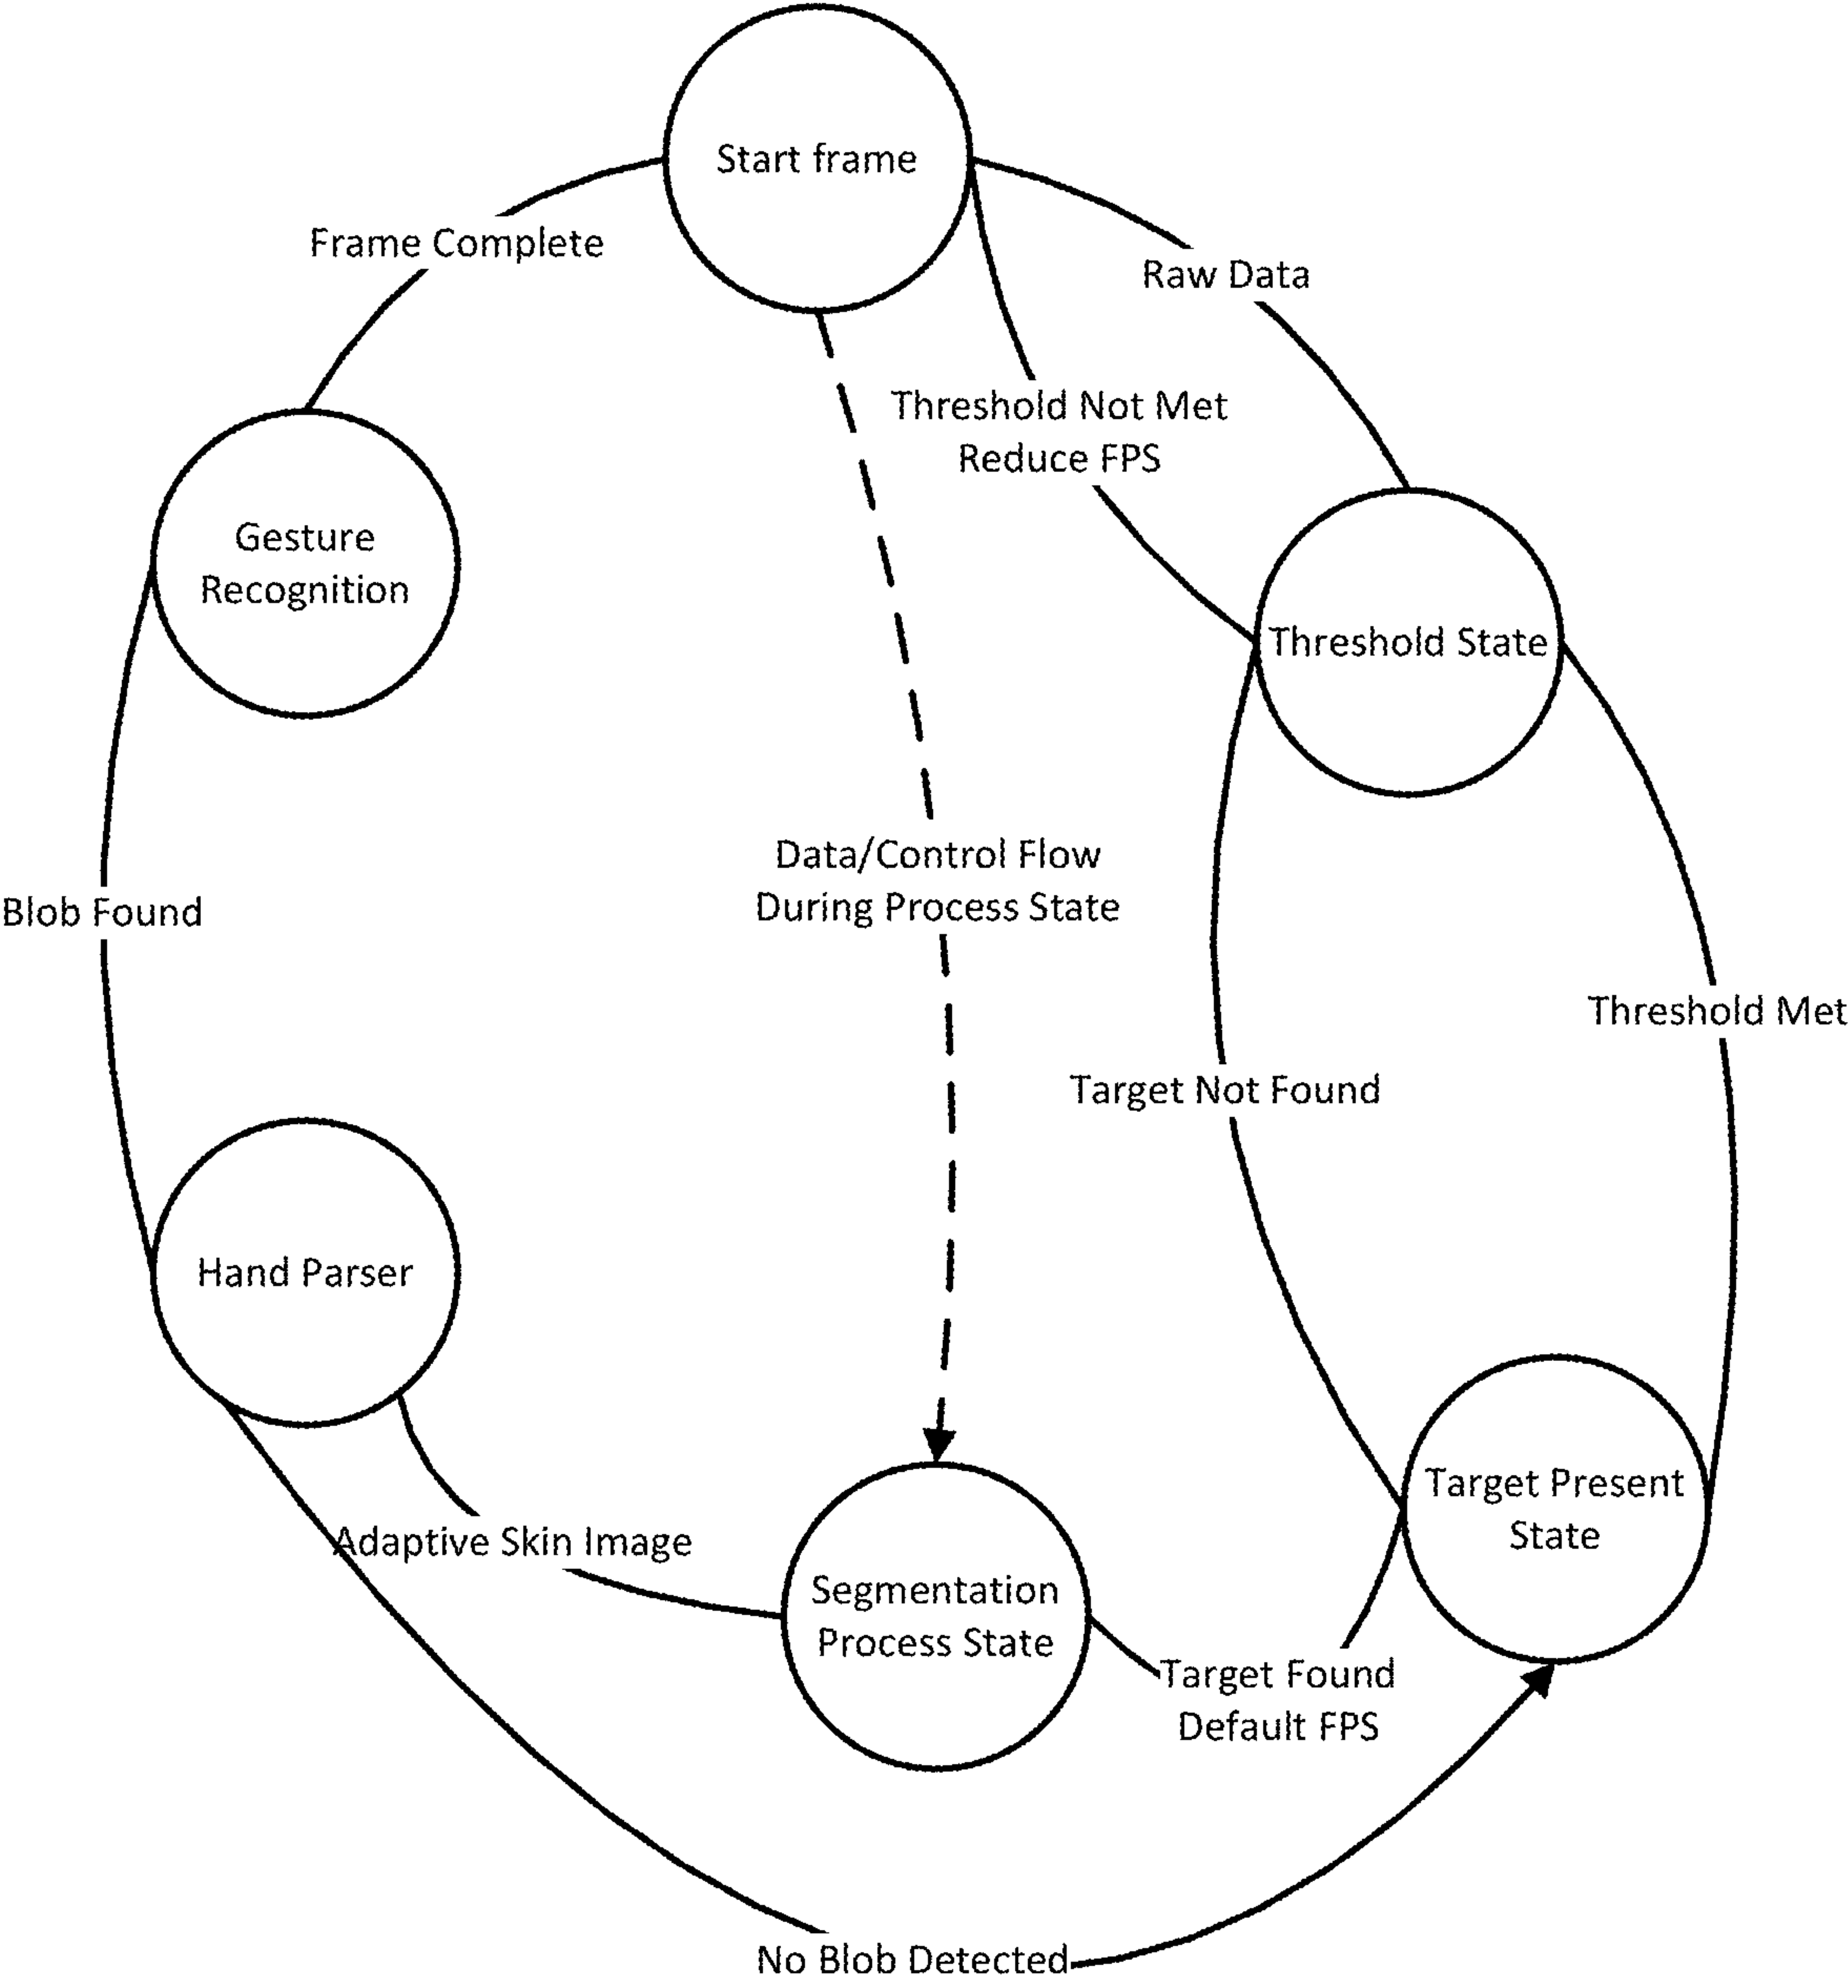 Start frame
Frame Complete
Raw Data
Threshold Not Met
Reduce FPS
Gesture
Recognition
Threshold State
Data/Control Flow
During Process State
Blob Found
Threshold Met
Target Not Found
Hand Parser
Target Present
State
Adaptive Skin Image
Segmentation
Process State
Target Found
Default FPS
No Blob Detected